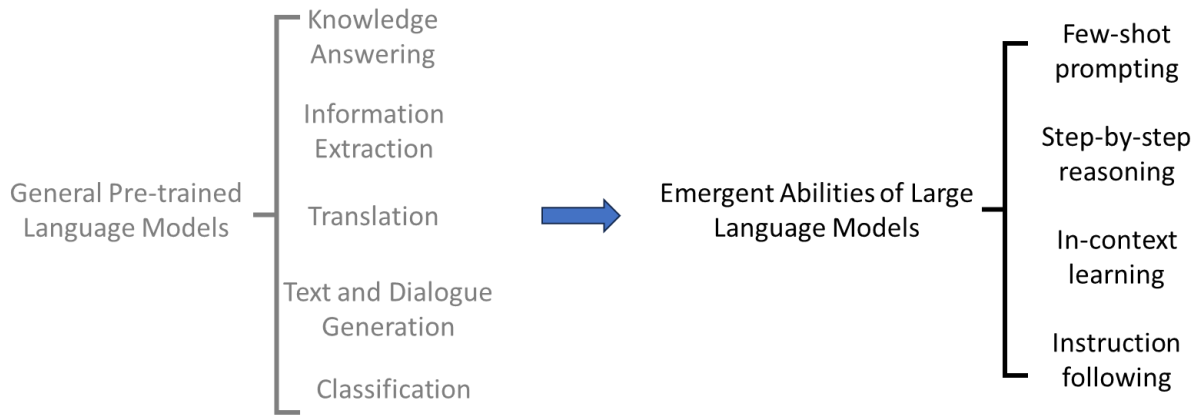 General Pre-trained
Language Models
Knowledge
Answering
Information
Extraction
Translation
Text and Dialogue
Generation
Classification
Emergent Abilities of Large
Language Models
Few-shot
prompting
Step-by-step
reasoning
In-context
learning
Instruction
following